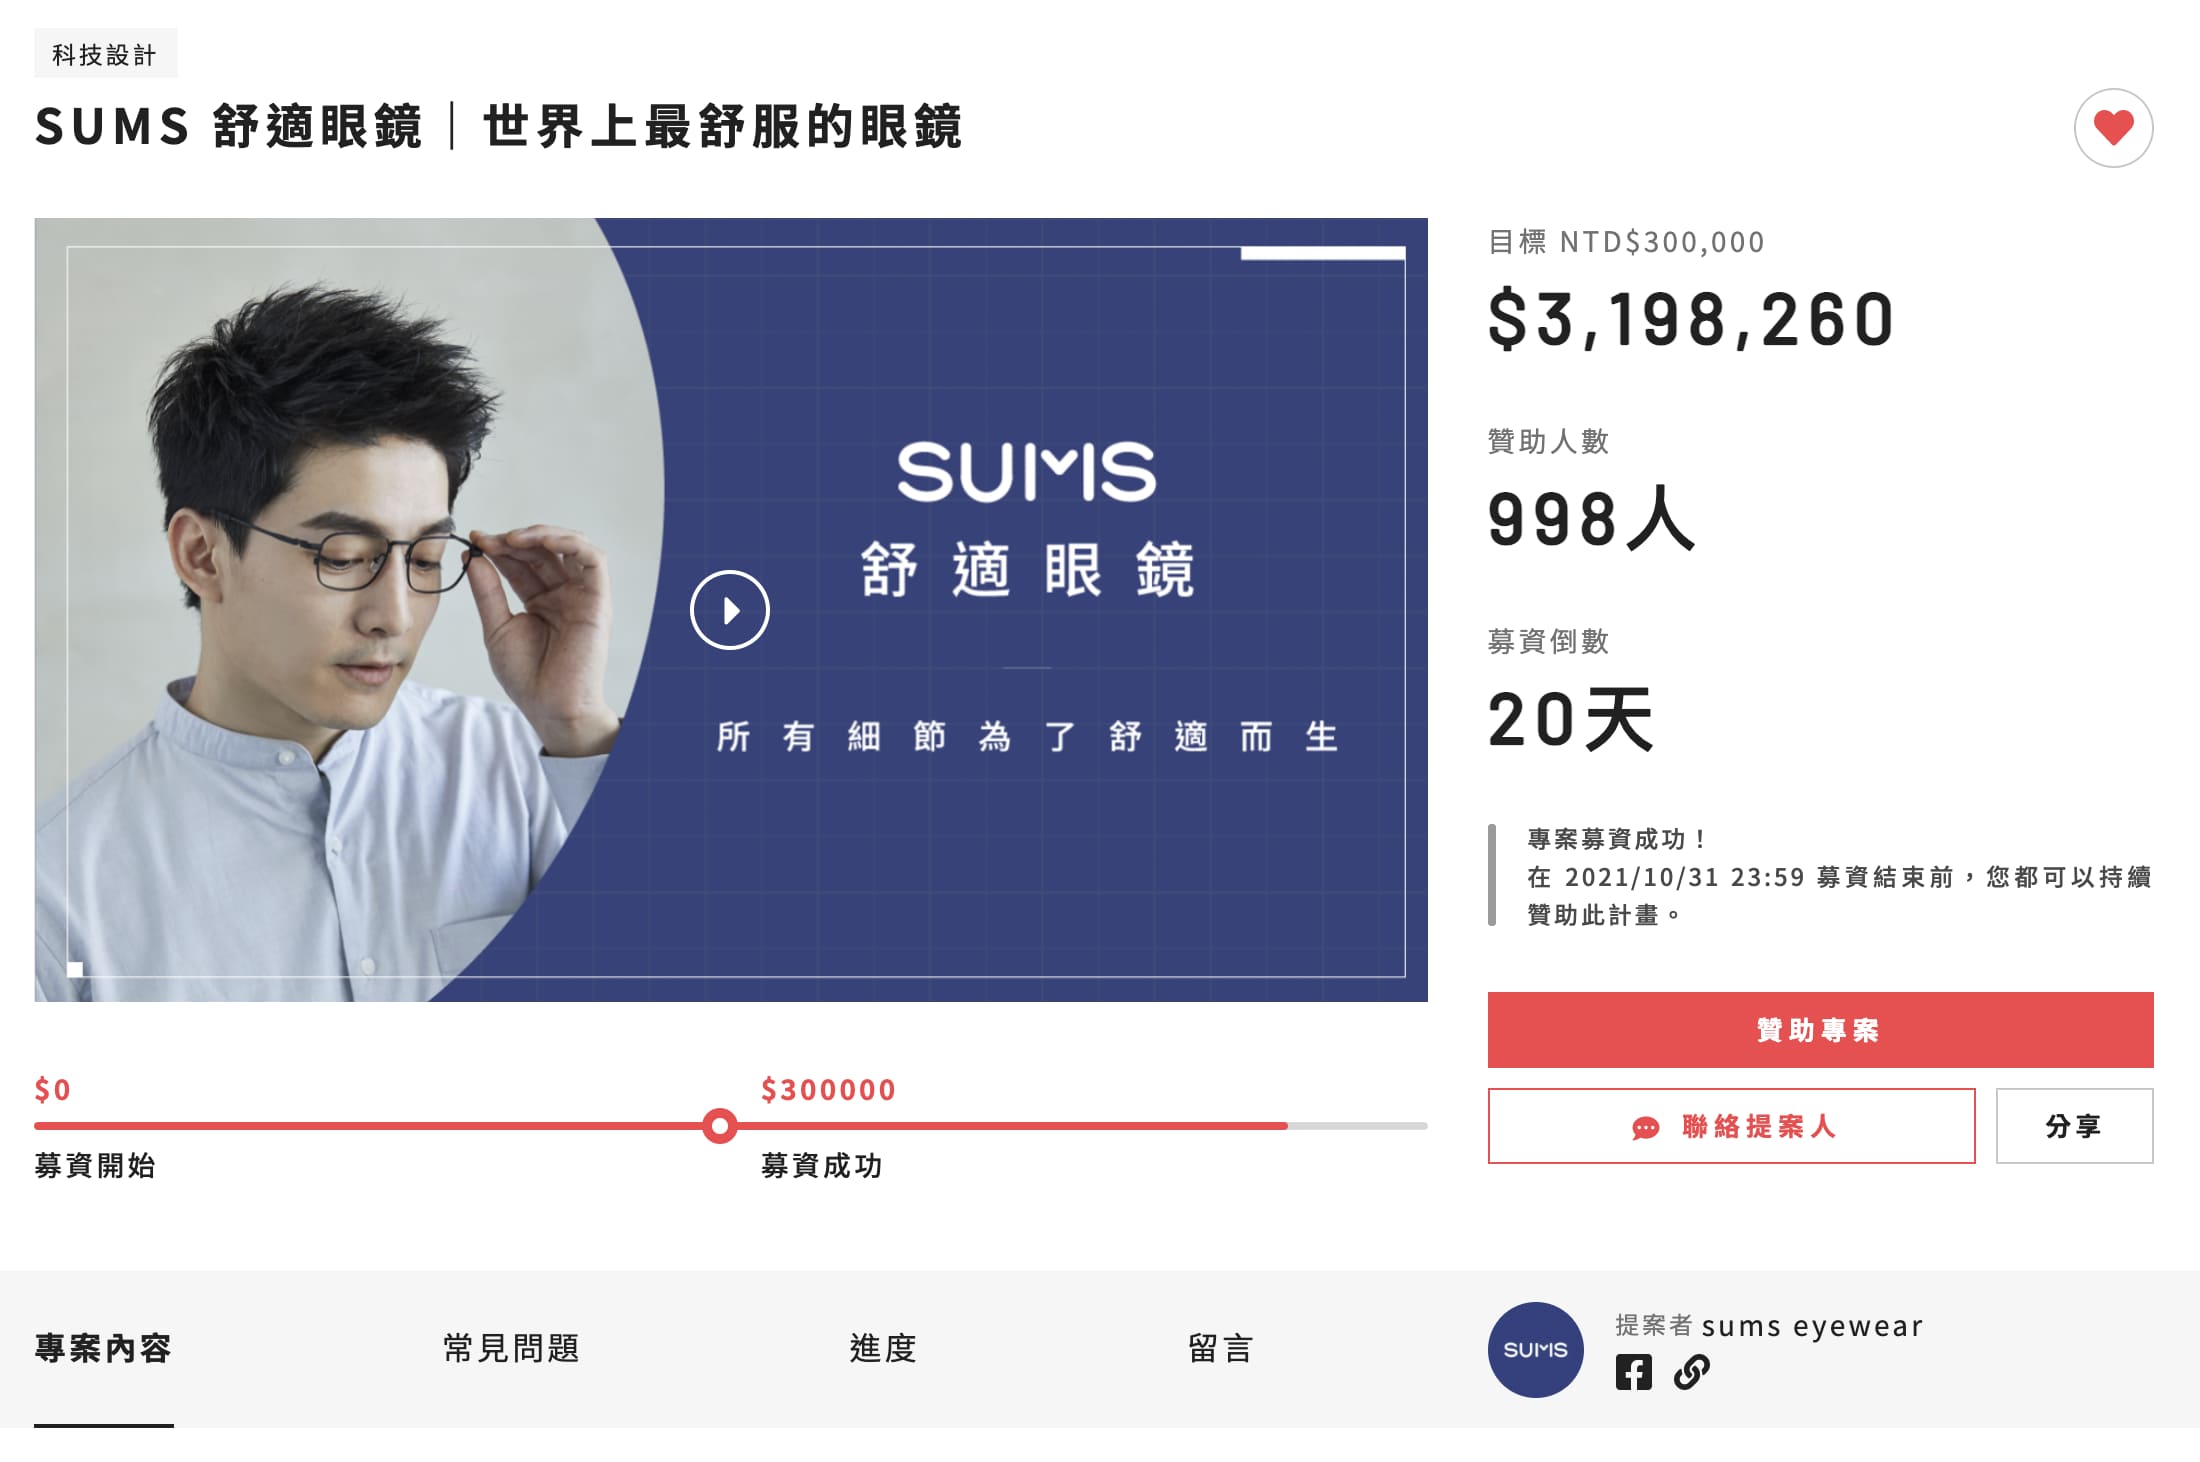 科技設計
SUMS 舒適眼鏡｜世界上最舒服的眼鏡
SUMS
舒適眼鏡
所有細節為了舒適而生
目標 NTD$300,000
$3,198,260
贊助人數
998人
募資倒數
20天
專案募資成功！
在 2021/10/31 23:59 募資結束前，您都可以持續
贊助此計畫。
贊助專案
聯絡提案人
分享
$0
$300000
募資開始
募資成功
專案內容
常見問題
進度
留言
SUMS
提案者 sums eyewear